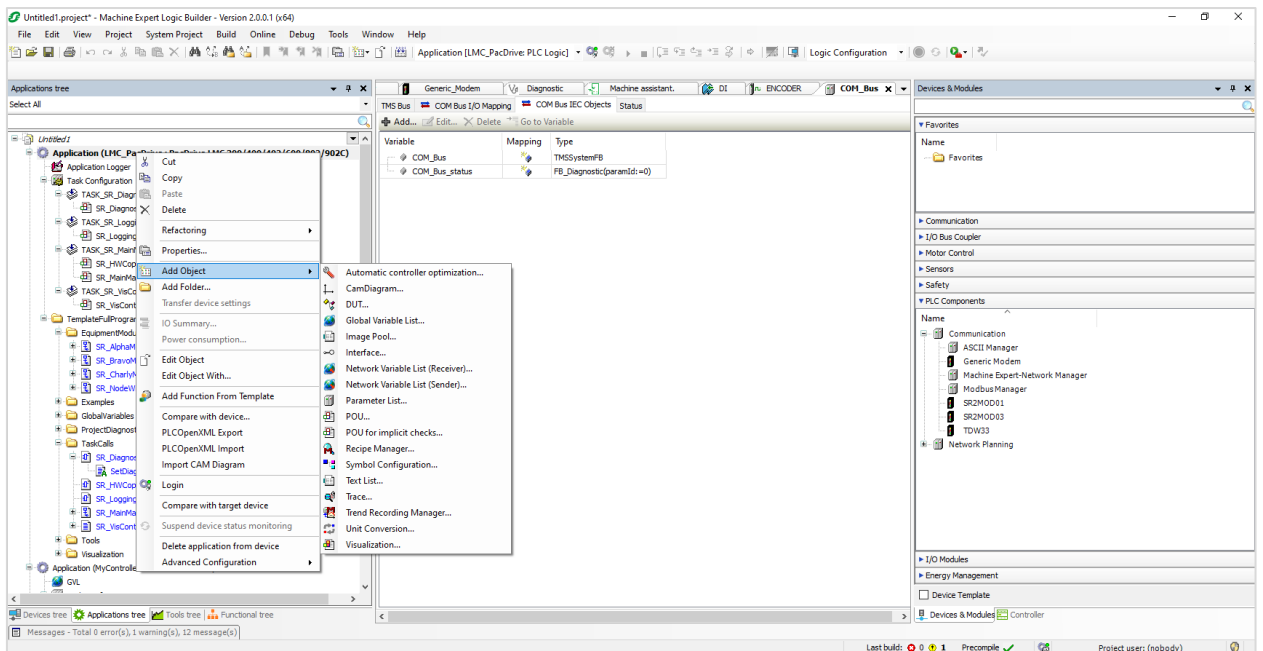 Untitled1.project* - Machine Expert Logic Builder - Version 2.0.0.1 (x64)
File Edit View Project System Project Build Online Debug Tools Window Help
Application [LMC_PacDrive: PLC Logic]
Logic Configuration
Applications tree
Select All
Untitled1
Application (LMC_Pa
Application Logger
Task Configuration
TASK_SR_Diagr
SR_Diagnos
TASK_SR_Loggi
SR_Logging
TASK_SR_MainM
SR_HWCop
SR_MainMa
TASK_SR_VisCo
SR_VisCont
TemplateFullProgran
EquipmentModu
SR_AlphaM
SR_BravoM
SR_CharlyM
SR_NodeW
Examples
GlobalVariables
ProjectDiagnost
TaskCalls
SR_Diagnos
SetDiag
SR_HWCop
SR_Logging
SR_MainMa
SR_VisCont
Tools
Visualization
Application (MyControlle
GVL
Devices tree
Applications tree
Tools tree
Functional tree
Messages - Total 0 error(s), 1 warning(s), 12 message(s)
Cut
Copy
Paste
Delete
Refactoring
Properties...
Add Object
Add Folder...
Transfer device settings
IO Summary...
Power consumption...
Edit Object
Edit Object With...
Add Function From Template
Compare with device...
PLCOpenXML Export
PLCOpenXML Import
Import CAM Diagram
Login
Compare with target device
Suspend device status monitoring
Delete application from device
Advanced Configuration
Automatic controller optimization...
CamDiagram...
DUT...
Global Variable List...
Image Pool...
Interface...
Network Variable List (Receiver)...
Network Variable List (Sender)...
Parameter List...
POU...
POU for implicit checks...
Recipe Manager...
Symbol Configuration...
Text List...
Trace...
Trend Recording Manager...
Unit Conversion...
Visualization...
Generic_Modem
Diagnostic
Machine assistant.
DI
ENCODER
COM_Bus
TMS Bus
COM Bus I/O Mapping
COM Bus IEC Objects
Status
Add... Edit... Delete Go to Variable
Variable Mapping Type
COM_Bus TMSSystemFB
COM_Bus_status FB_Diagnostic(paramId:=0)
Devices & Modules
Favorites
Name
Favorites
Communication
I/O Bus Coupler
Motor Control
Sensors
Safety
PLC Components
Name
Communication
ASCII Manager
Generic Modem
Machine Expert-Network Manager
Modbus Manager
SR2MOD01
SR2MOD03
TDW33
Network Planning
I/O Modules
Energy Management
Device Template
Devices & Modules
Controller
Last build: 0 1 Precompile
Project user: (nobody)